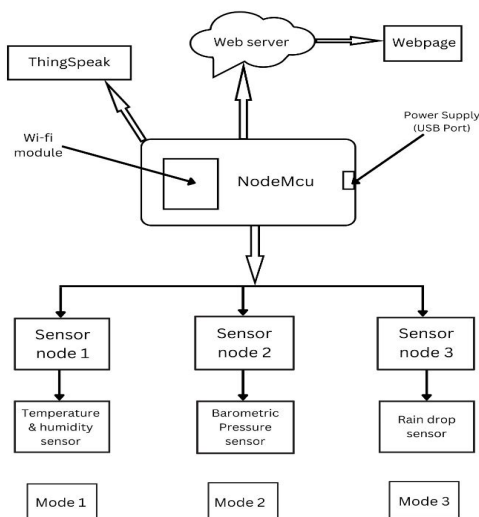 Web server
Webpage
ThingSpeak
Power Supply
(USB Port)
Wi-fi
module
NodeMcu
Sensor
node 1
Sensor
node 2
Sensor
node 3
Temperature
& humidity
sensor
Barometric
Pressure
sensor
Rain drop
sensor
Mode 1
Mode 2
Mode 3